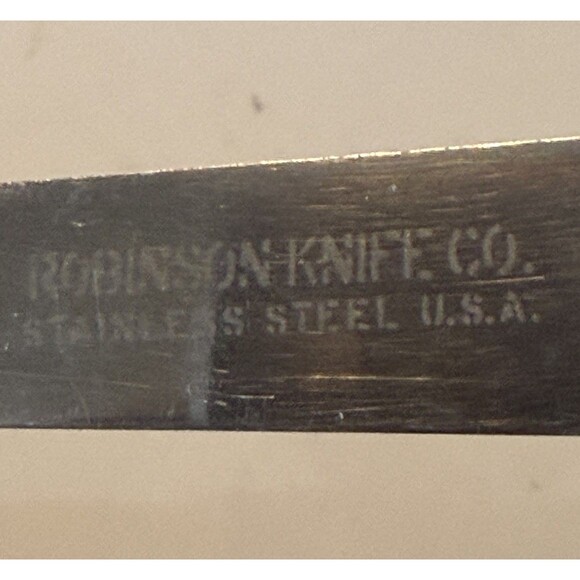 ROBINSON KNIFE CO.
STAINLESS STEEL U.S.A.